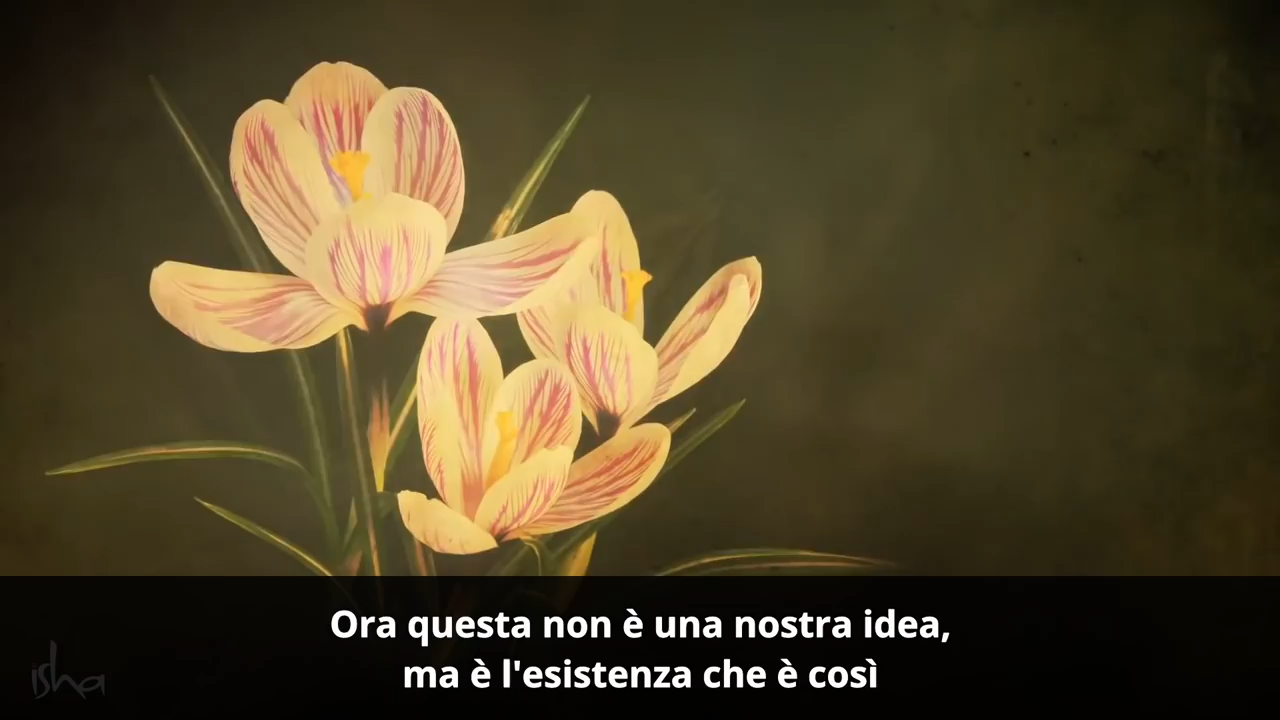 Ora questa non è una nostra idea,
ma è l'esistenza che è così
isha